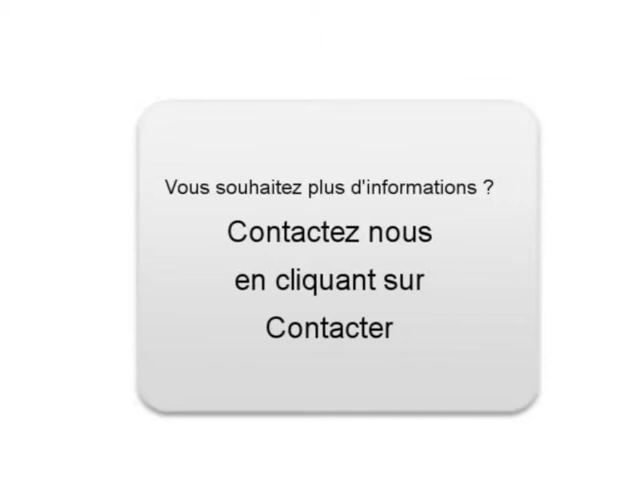 Vous souhaitez plus d'informations ?
Contactez nous
en cliquant sur
Contacter